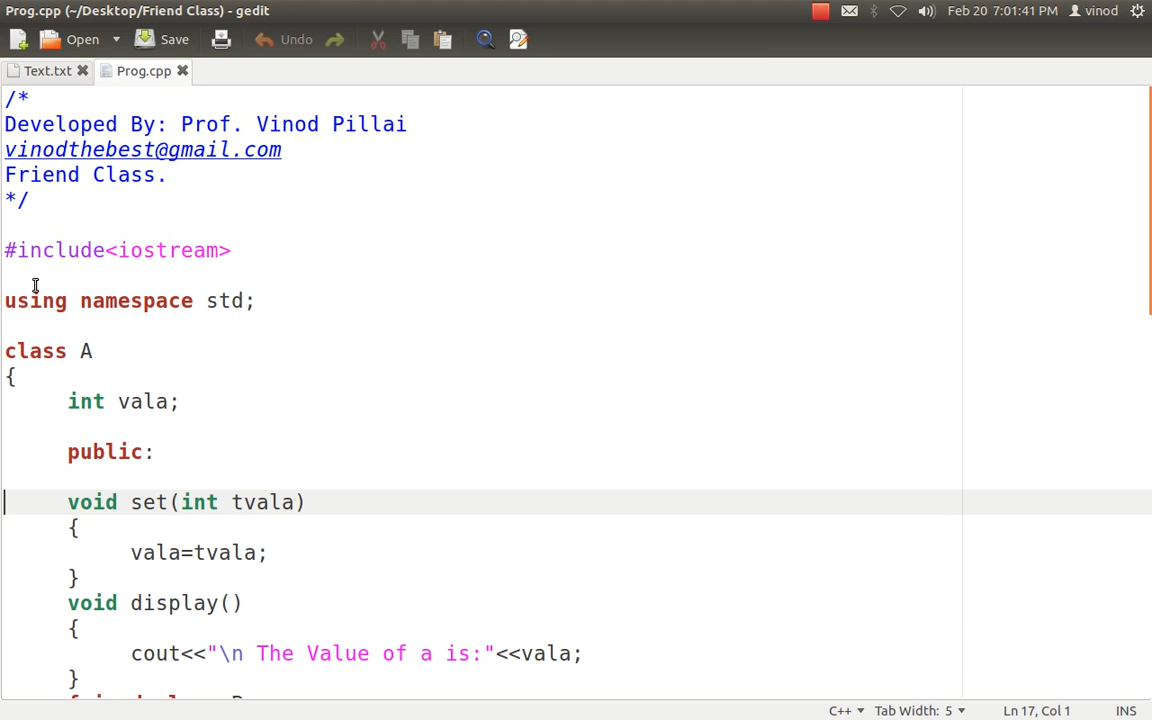 Prog.cpp (~/Desktop/Friend Class) - gedit
Feb 20 7:01:41 PM
vinod
Open
Save
Undo
Text.txt
Prog.cpp
/*
Developed By: Prof. Vinod Pillai
vinodthebest@gmail.com
Friend Class.
*/
#include<iostream>
using namespace std;
class A
{
int vala;
public:
void set(int tvala)
{
vala=tvala;
}
void display()
{
cout<<"\n The Value of a is:"<<vala;
}
C++
Tab Width: 5
Ln 17, Col 1
INS